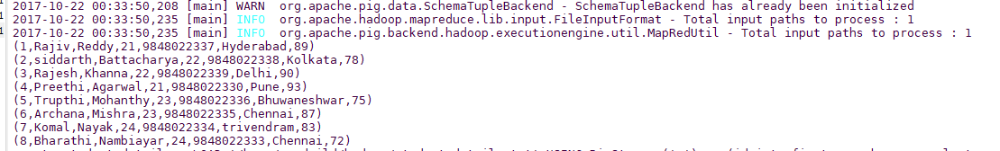 2017-10-22 00:33:50,208 [main] WARN  org.apache.pig.data.SchemaTupleBackend - SchemaTupleBackend has already been initialized
2017-10-22 00:33:50,235 [main] INFO  org.apache.hadoop.mapreduce.lib.input.FileInputFormat - Total input paths to process : 1
2017-10-22 00:33:50,235 [main] INFO  org.apache.pig.backend.hadoop.executionengine.util.MapRedUtil - Total input paths to process : 1
(1,Rajiv,Reddy,21,9848022337,Hyderabad,89)
(2,siddarth,Battacharya,22,9848022338,Kolkata,78)
(3,Rajesh,Khanna,22,9848022339,Delhi,90)
(4,Preethi,Agarwal,21,9848022330,Pune,93)
(5,Trupthi,Mohanthy,23,9848022336,Bhuwaneshwar,75)
(6,Archana,Mishra,23,9848022335,Chennai,87)
(7,Komal,Nayak,24,9848022334,trivendram,83)
(8,Bharathi,Nambiayar,24,9848022333,Chennai,72)